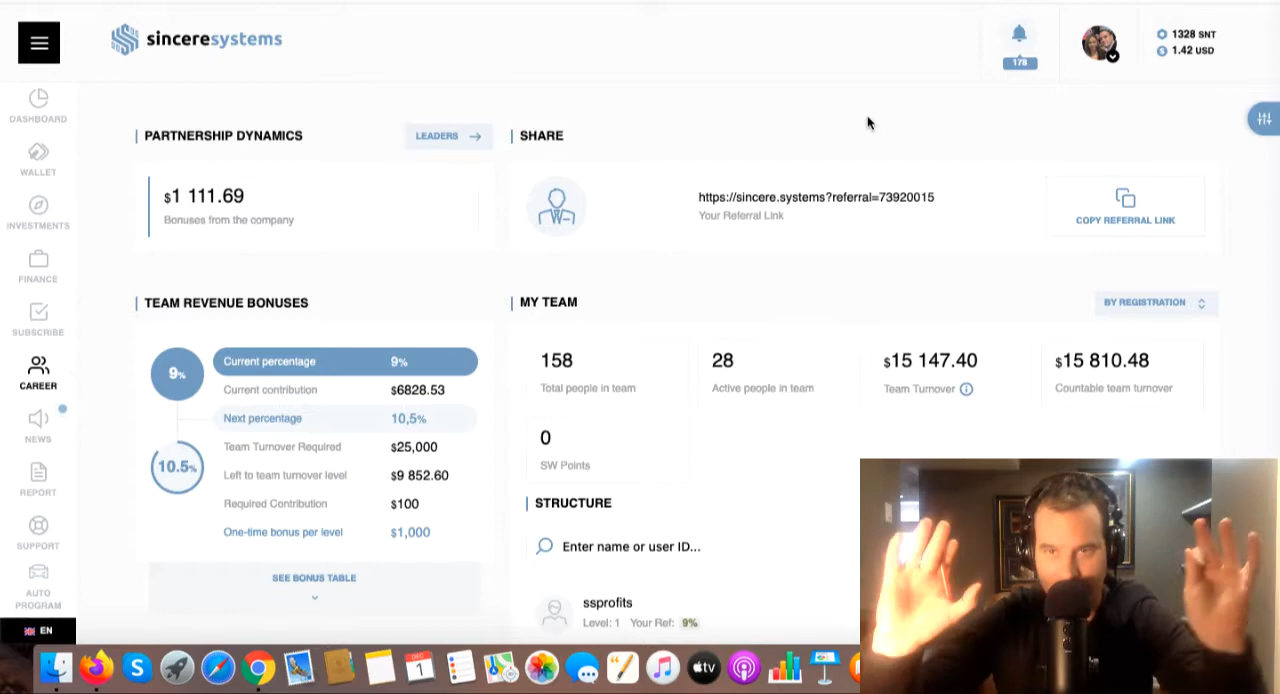 sinceresystems
178
1328 SNT
1.42 USD
DASHBOARD
WALLET
INVESTMENTS
FINANCE
SUBSCRIBE
CAREER
NEWS
REPORT
SUPPORT
AUTO
PROGRAM
EN
PARTNERSHIP DYNAMICS
LEADERS
$1 111.69
Bonuses from the company
SHARE
https://sincere.systems?referral=73920015
Your Referral Link
COPY REFERRAL LINK
TEAM REVENUE BONUSES
9%
Current percentage 9%
Current contribution $6828.53
Next percentage 10,5%
10.5%
Team Turnover Required $25,000
Left to team turnover level $9 852.60
Required Contribution $100
One-time bonus per level $1,000
SEE BONUS TABLE
MY TEAM
BY REGISTRATION
158
Total people in team
28
Active people in team
$15 147.40
Team Turnover
$15 810.48
Countable team turnover
0
SW Points
STRUCTURE
Enter name or user ID...
ssprofits
Level: 1 Your Ref: 9%
DEC
1
tv